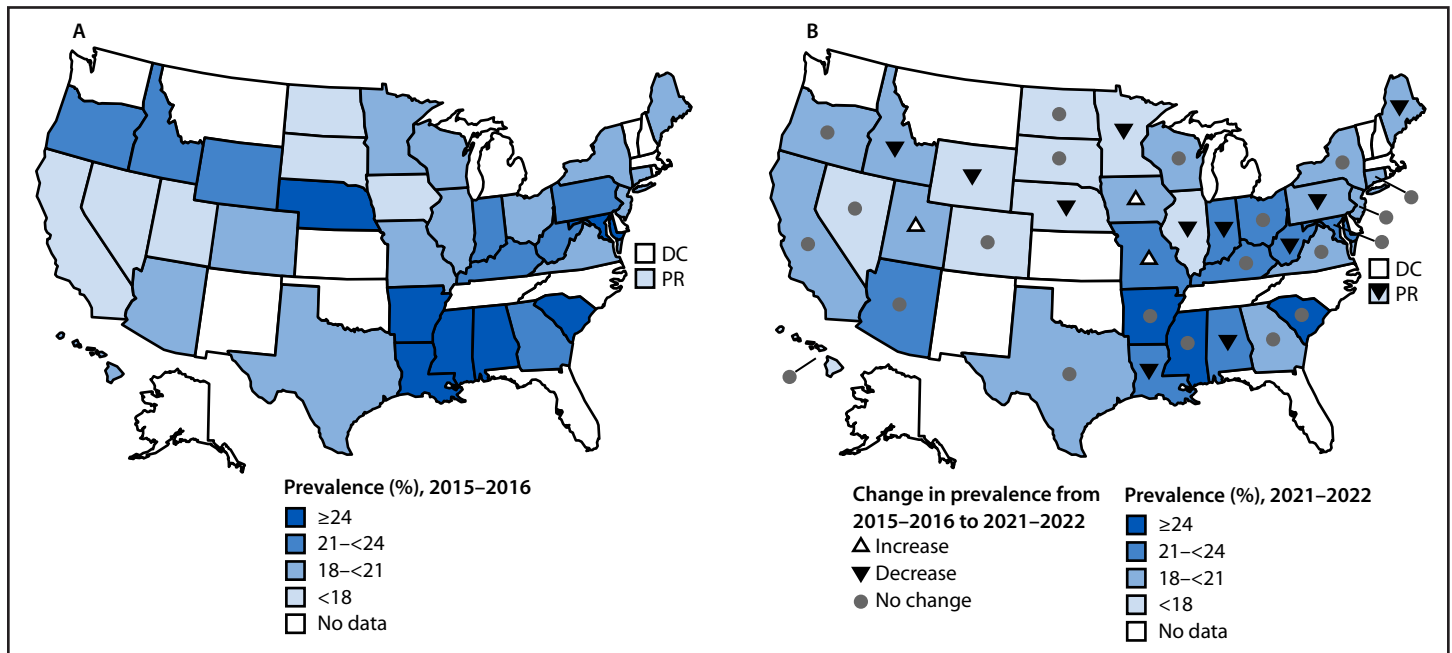 A
DC
PR
Prevalence (%), 2015–2016
≥24
21–<24
18–<21
<18
No data
B
DC
PR
Change in prevalence from
2015–2016 to 2021–2022
Increase
Decrease
No change
Prevalence (%), 2021–2022
≥24
21–<24
18–<21
<18
No data